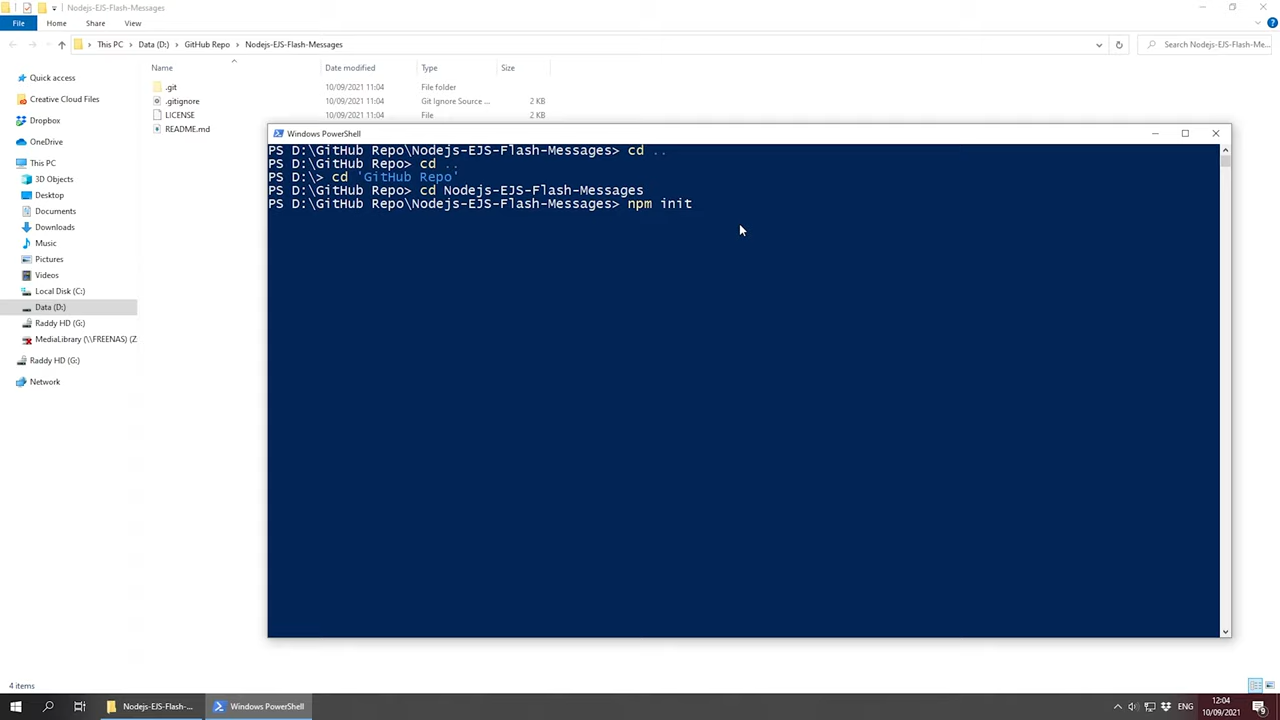 Nodejs-EJS-Flash-Messages
File Home Share View
This PC Data (D:) GitHub Repo Nodejs-EJS-Flash-Messages
Search Nodejs-EJS-Flash-Me...
Name Date modified Type Size
.git 10/09/2021 11:04 File folder
.gitignore 10/09/2021 11:04 Git Ignore Source ... 2 KB
LICENSE 10/09/2021 11:04 File 2 KB
README.md
Quick access
Creative Cloud Files
Dropbox
OneDrive
This PC
3D Objects
Desktop
Documents
Downloads
Music
Pictures
Videos
Local Disk (C:)
Data (D:)
Raddy HD (G:)
MediaLibrary (\\FREENAS) (Z
Raddy HD (G:)
Network
Windows PowerShell
PS D:\GitHub Repo\Nodejs-EJS-Flash-Messages> cd ..
PS D:\GitHub Repo> cd ..
PS D:\> cd 'GitHub Repo'
PS D:\GitHub Repo> cd Nodejs-EJS-Flash-Messages
PS D:\GitHub Repo\Nodejs-EJS-Flash-Messages> npm init
4 items
Nodejs-EJS-Flash-...
Windows PowerShell
ENG
12:04
10/09/2021
9